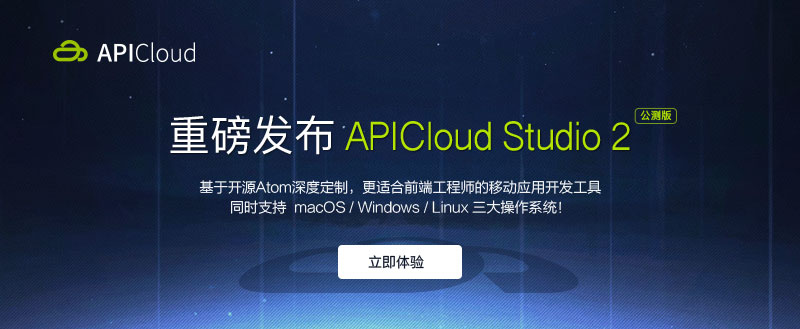 APICloud
重磅发布 APICloud Studio 2 公测版
基于开源Atom深度定制，更适合前端工程师的移动应用开发工具
同时支持 macOS / Windows / Linux 三大操作系统！
立即体验